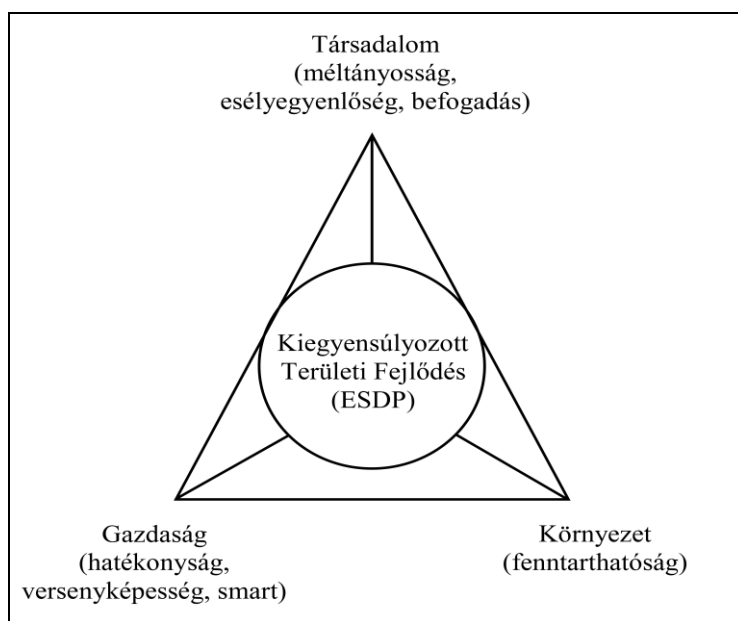 Társadalom
(méltányosság,
esélyegyenlőség, befogadás)
Kiegyensúlyozott
Területi Fejlődés
(ESDP)
Gazdaság
(hatékonyság,
versenyképesség, smart)
Környezet
(fenntarthatóság)